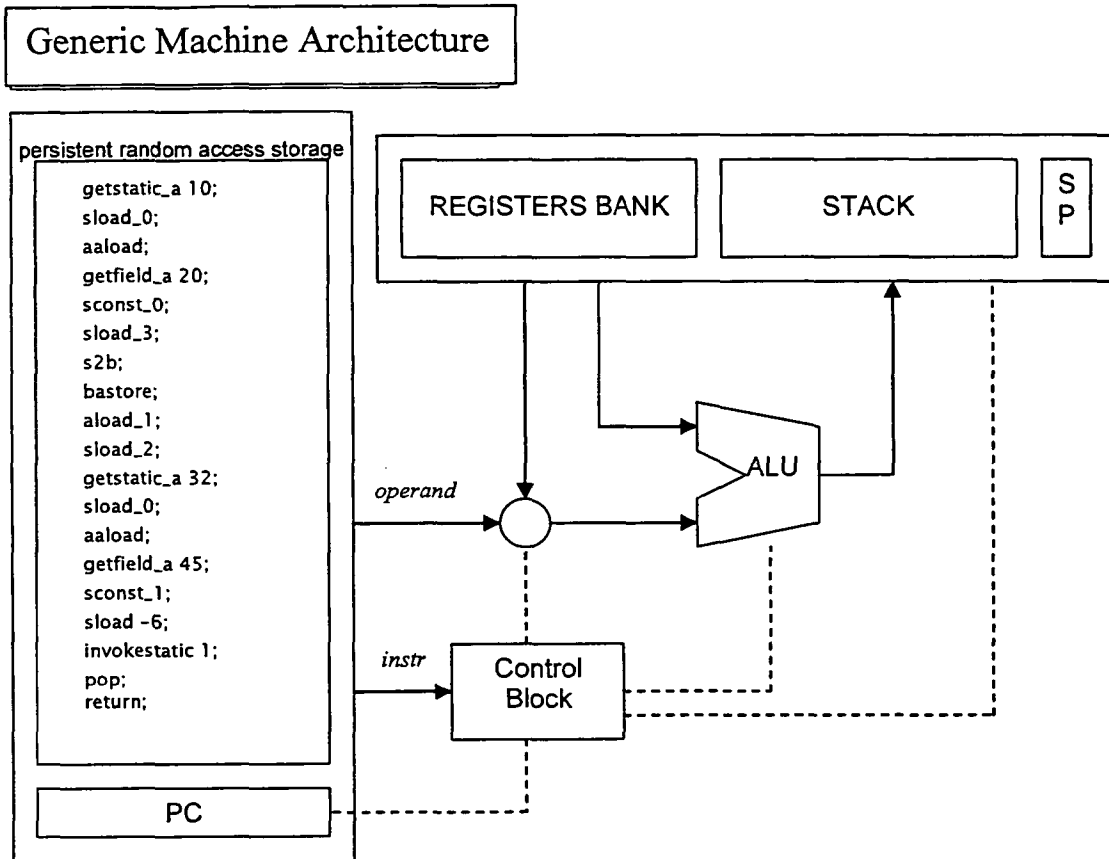 Generic Machine Architecture
persistent random access storage
getstatic_a 10;
sload_0;
aaload;
getfield_a 20;
sconst_0;
sload_3;
s2b;
bastore;
aload_1;
sload_2;
getstatic_a 32;
sload_0;
aaload;
getfield_a 45;
sconst_1;
sload -6;
invokestatic 1;
pop;
return;
PC
REGISTERS BANK
STACK
S
P
operand
ALU
instr
Control
Block